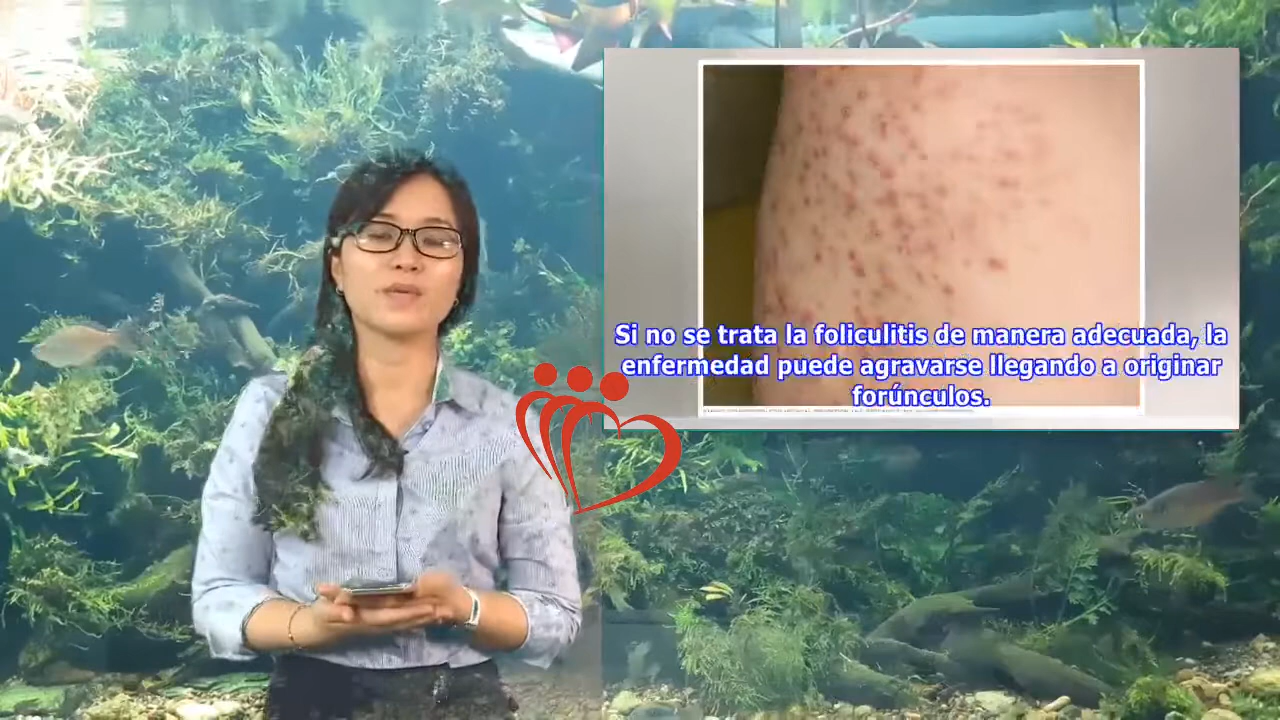 Si no se trata la foliculitis de manera adecuada, la
enfermedad puede agravarse llegando a originar
forúnculos.